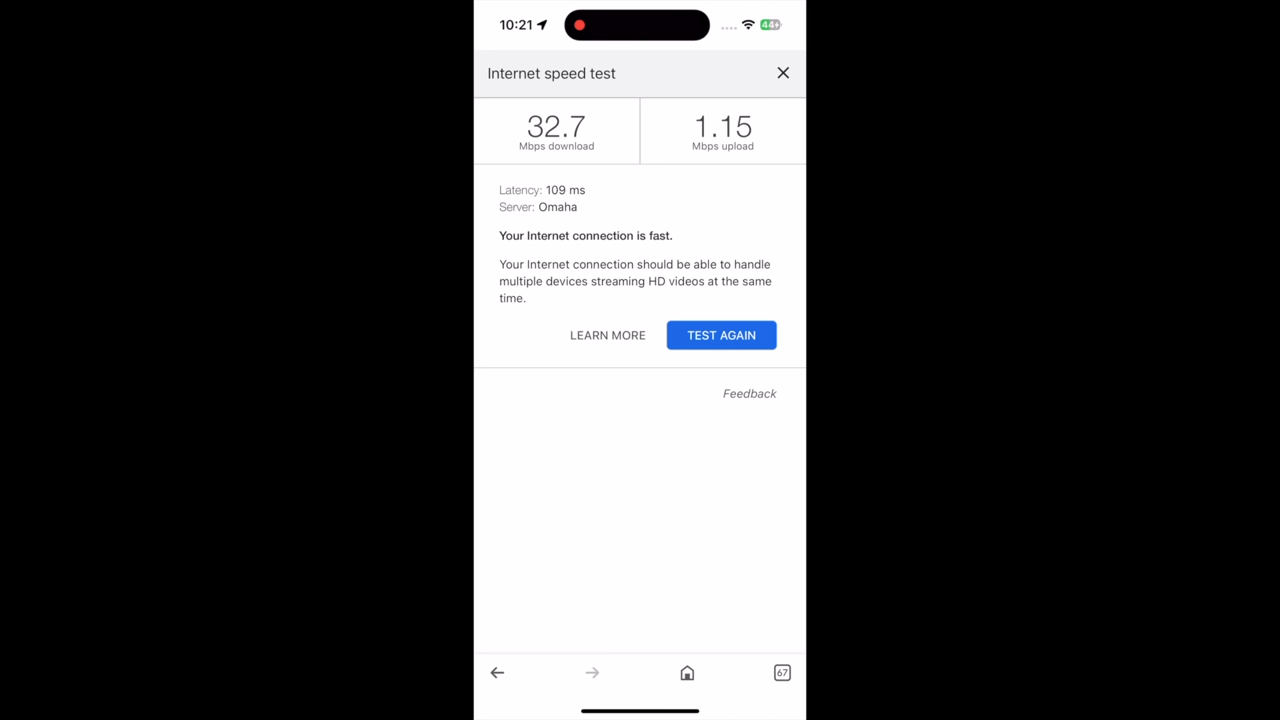 10:21
44
Internet speed test
32.7
Mbps download
1.15
Mbps upload
Latency: 109 ms
Server: Omaha
Your Internet connection is fast.
Your Internet connection should be able to handle
multiple devices streaming HD videos at the same
time.
LEARN MORE
TEST AGAIN
Feedback
67